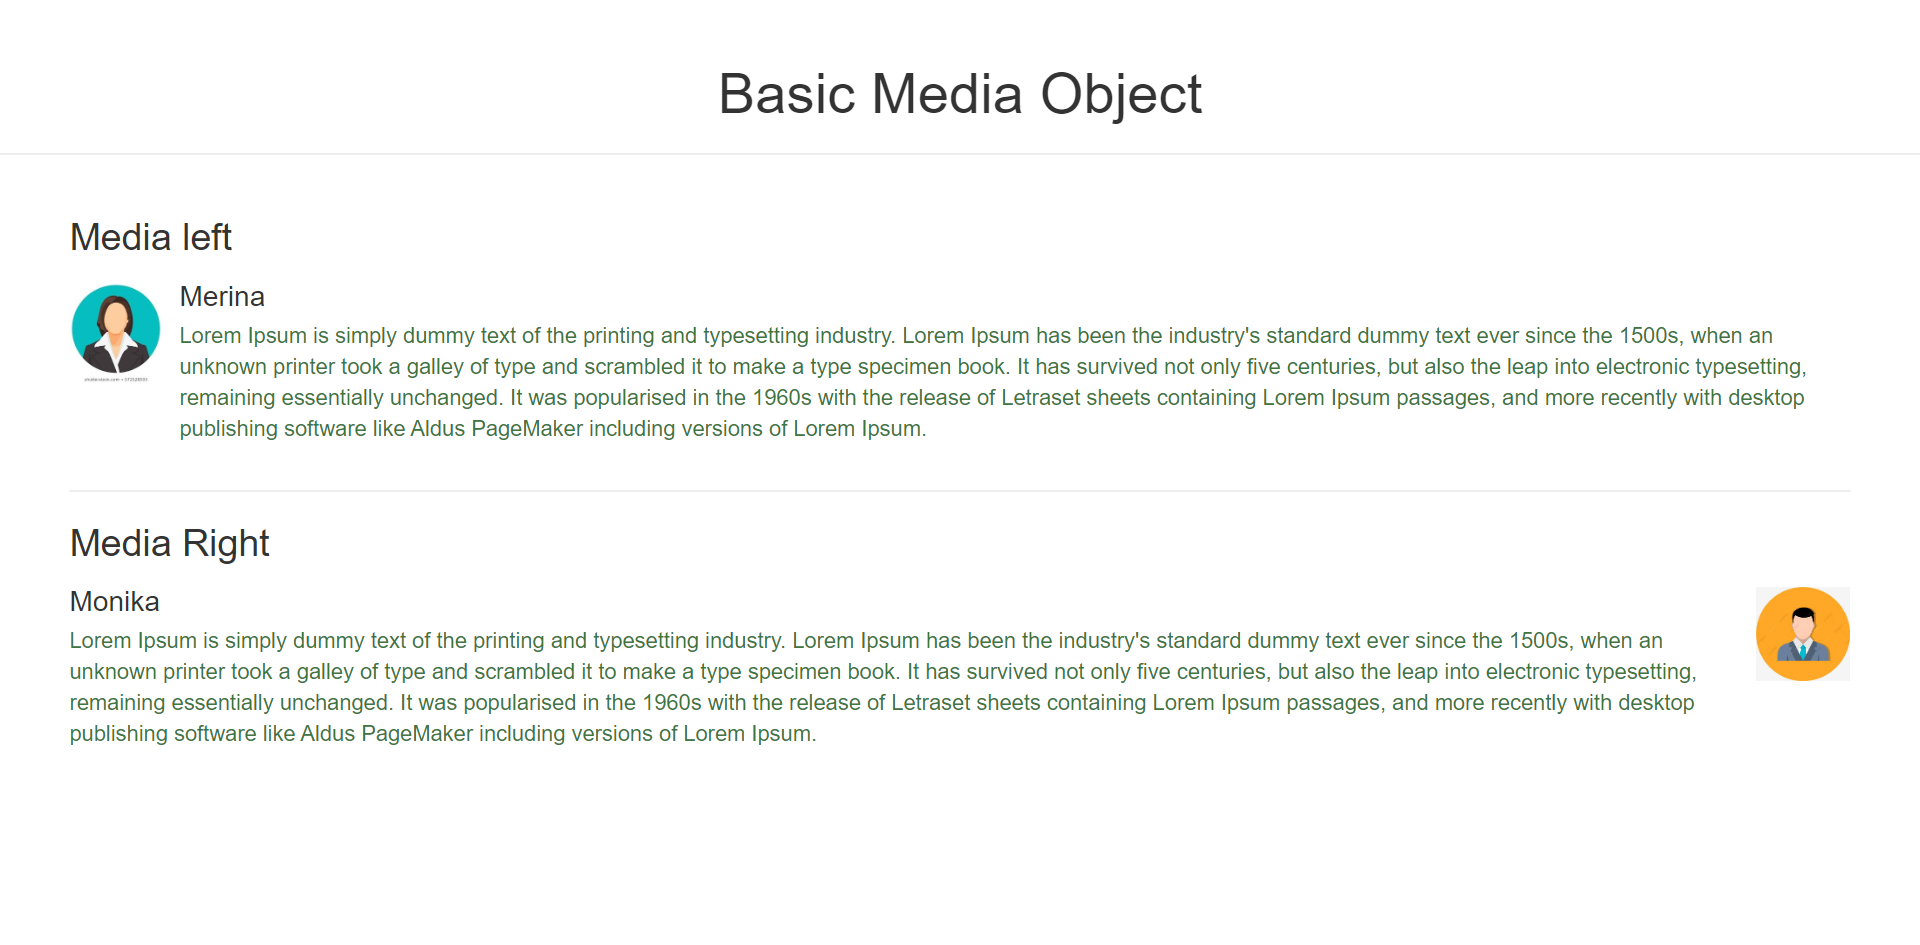 Basic Media Object
Media left
Merina
Lorem Ipsum is simply dummy text of the printing and typesetting industry. Lorem Ipsum has been the industry's standard dummy text ever since the 1500s, when an
unknown printer took a galley of type and scrambled it to make a type specimen book. It has survived not only five centuries, but also the leap into electronic typesetting,
remaining essentially unchanged. It was popularised in the 1960s with the release of Letraset sheets containing Lorem Ipsum passages, and more recently with desktop
publishing software like Aldus PageMaker including versions of Lorem Ipsum.
Media Right
Monika
Lorem Ipsum is simply dummy text of the printing and typesetting industry. Lorem Ipsum has been the industry's standard dummy text ever since the 1500s, when an
unknown printer took a galley of type and scrambled it to make a type specimen book. It has survived not only five centuries, but also the leap into electronic typesetting,
remaining essentially unchanged. It was popularised in the 1960s with the release of Letraset sheets containing Lorem Ipsum passages, and more recently with desktop
publishing software like Aldus PageMaker including versions of Lorem Ipsum.